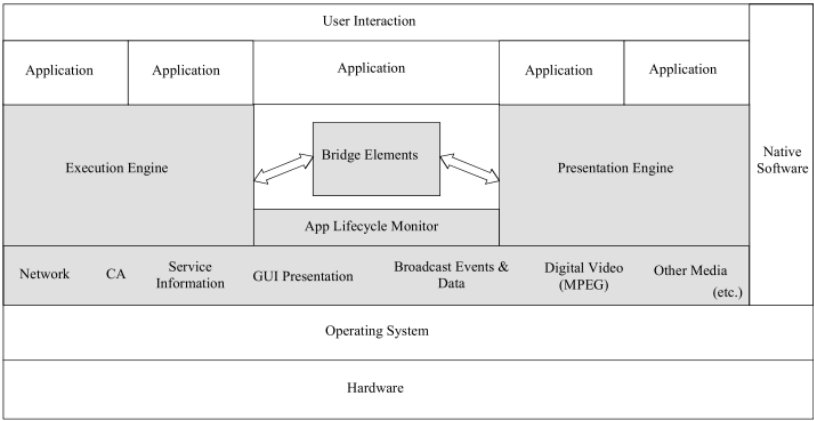 User Interaction
Application
Application
Application
Application
Application
Execution Engine
Bridge Elements
Presentation Engine
Native
Software
App Lifecycle Monitor
Network
CA
Service
Information
GUI Presentation
Broadcast Events &
Data
Digital Video
(MPEG)
Other Media
(etc.)
Operating System
Hardware